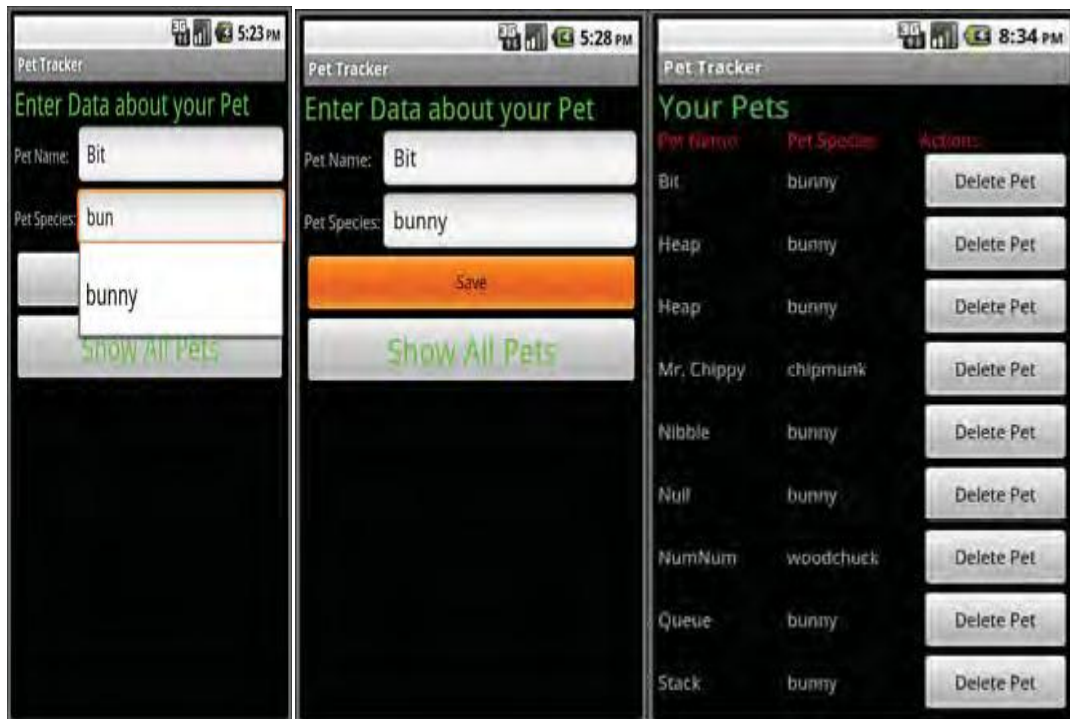 3G
5:23 PM
Pet Tracker
Enter Data about your Pet
Pet Name: Bit
Pet Species: bun
bunny
Show All Pets
3G
5:28 PM
Pet Tracker
Enter Data about your Pet
Pet Name: Bit
Pet Species: bunny
Save
Show All Pets
3G
8:34 PM
Pet Tracker
Your Pets
Pet Name Pet Species Actions
Bit bunny Delete Pet
Heap bunny Delete Pet
Heap bunny Delete Pet
Mr. Chippy chipmunk Delete Pet
Nibble bunny Delete Pet
Null bunny Delete Pet
NumNum woodchuck Delete Pet
Queue bunny Delete Pet
Stack bunny Delete Pet